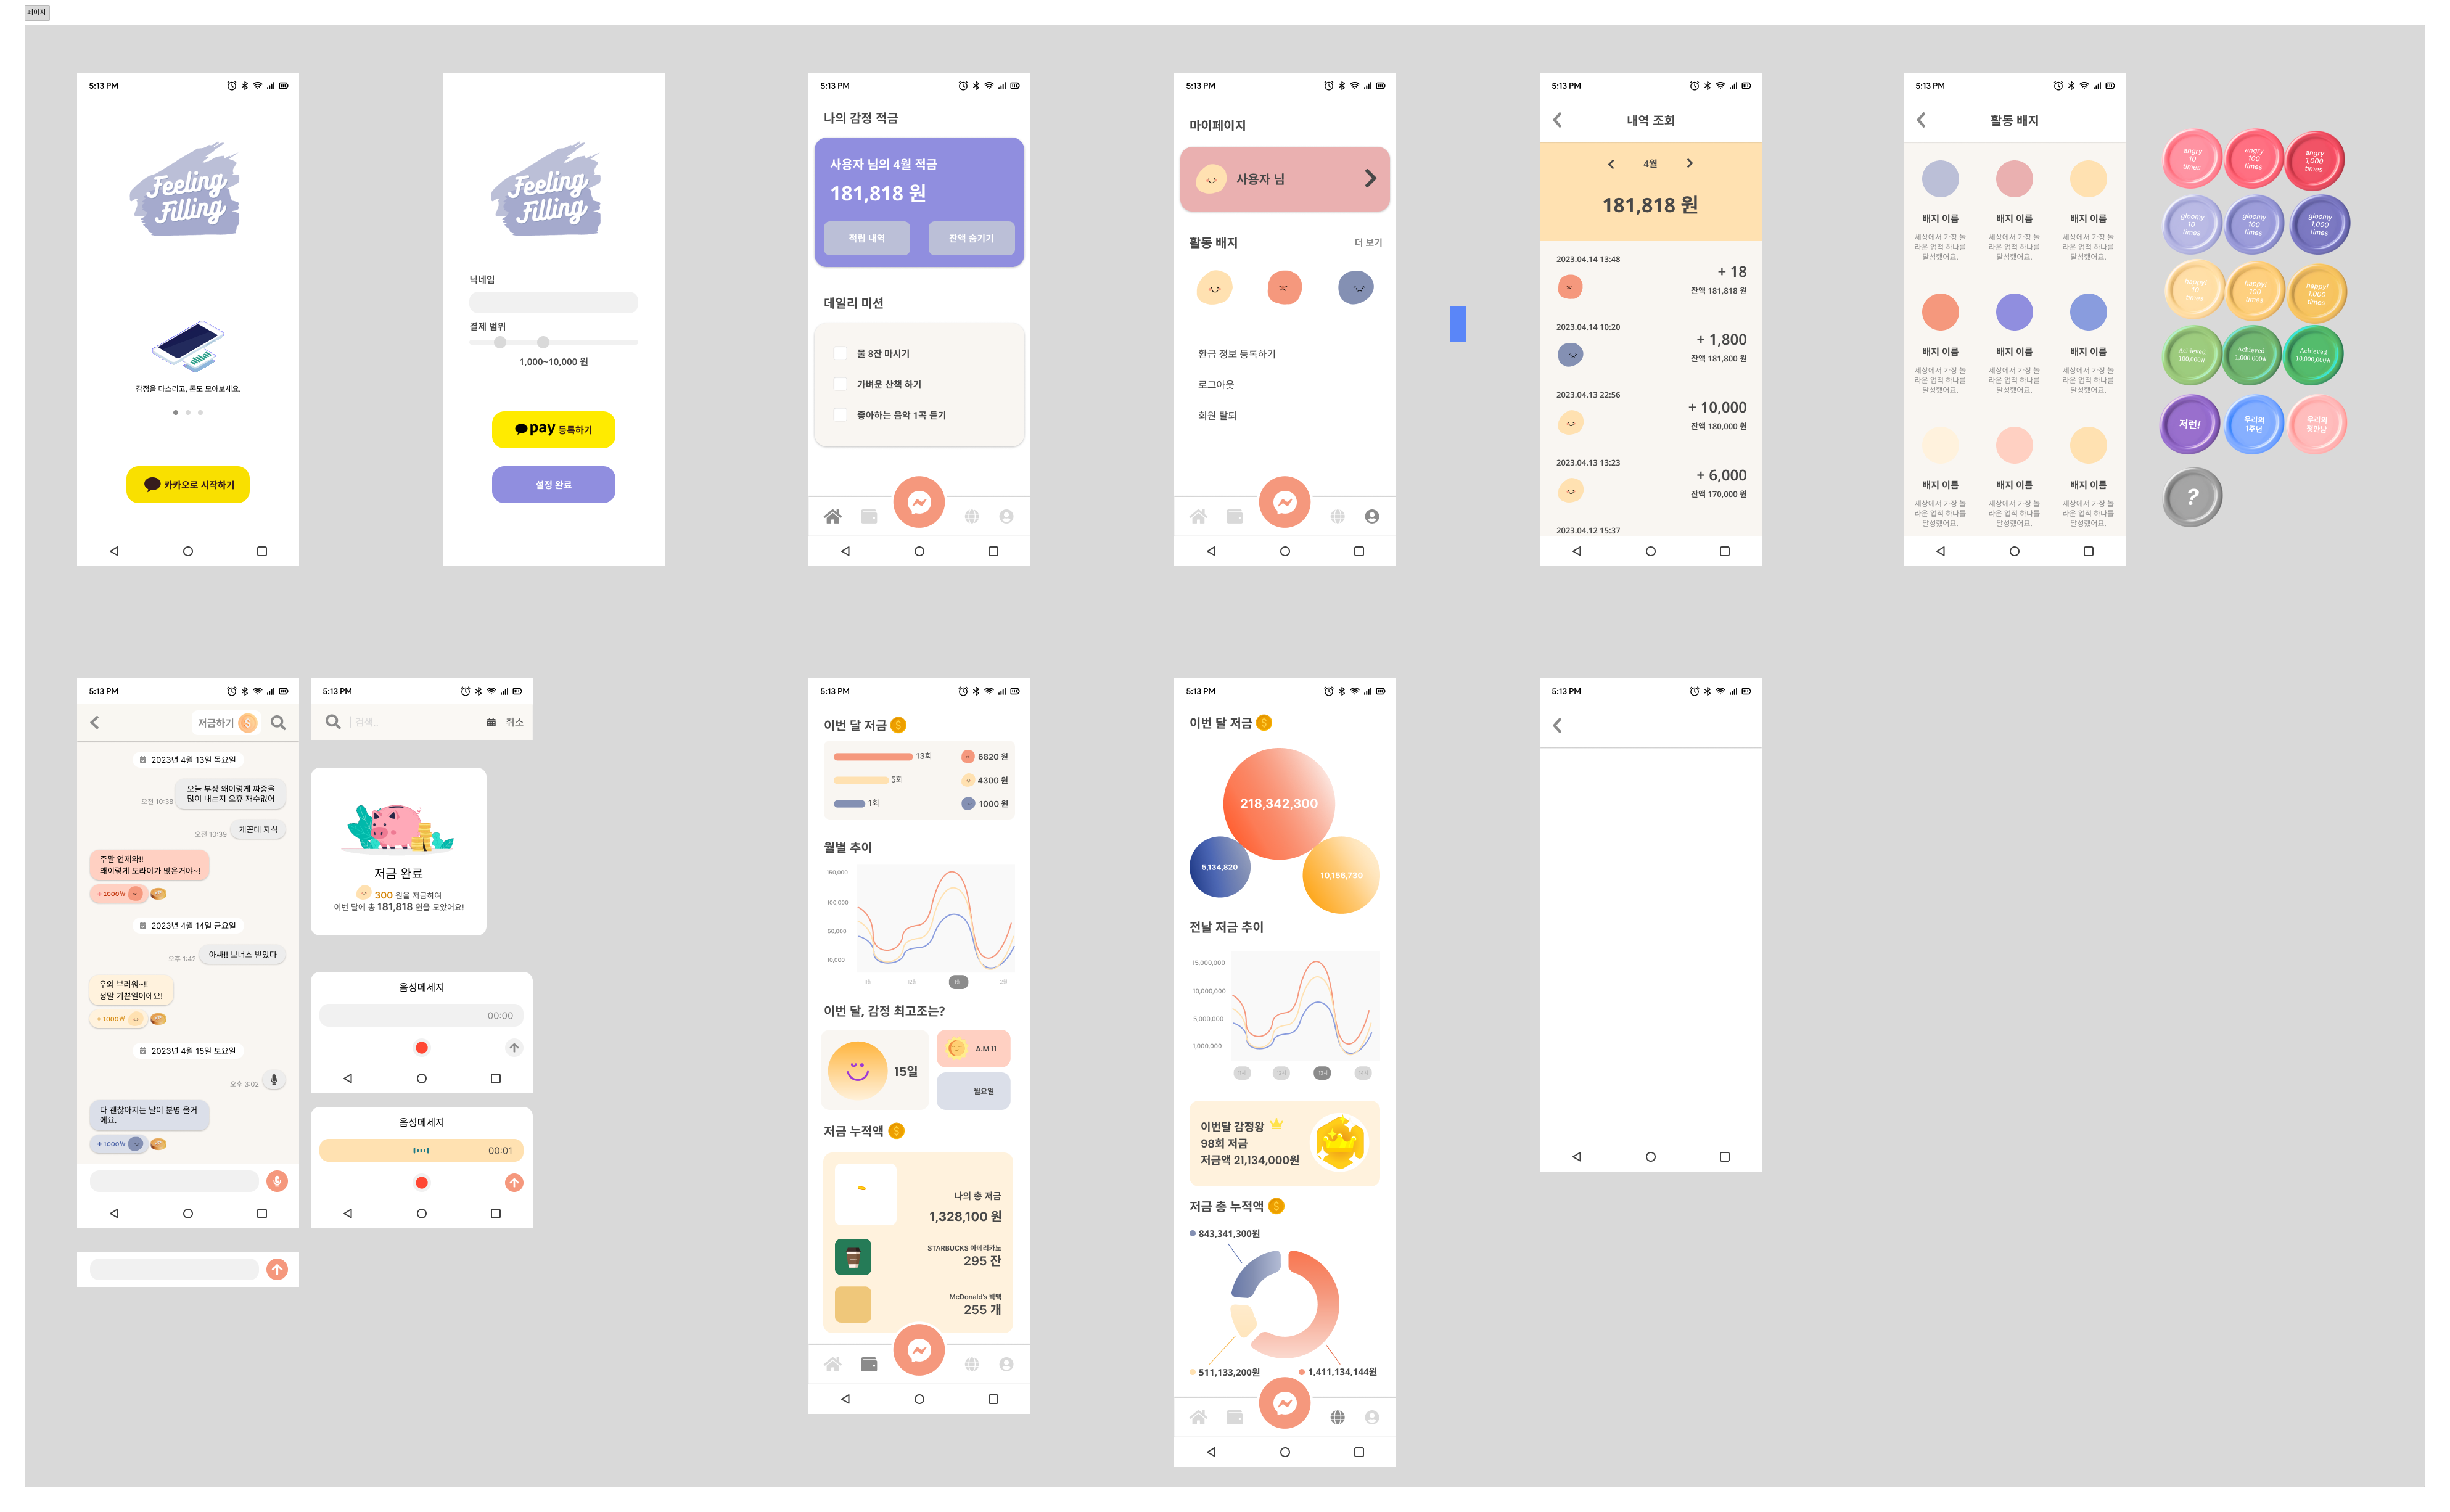 페이지
5:13 PM
Feeling
Filling
감정을 다스리고, 돈도 모아보세요.
카카오로 시작하기
Feeling
Filling
닉네임
결제 범위
1,000~10,000 원
pay 등록하기
설정 완료
5:13 PM
나의 감정 적금
사용자 님의 4월 적금
181,818 원
적립 내역
잔액 숨기기
데일리 미션
물 8잔 마시기
가벼운 산책 하기
좋아하는 음악 1곡 듣기
5:13 PM
마이페이지
사용자 님
활동 배지
더 보기
환급 정보 등록하기
로그아웃
회원 탈퇴
5:13 PM
내역 조회
4월
181,818 원
2023.04.14 13:48
+ 18
잔액 181,818 원
2023.04.14 10:20
+ 1,800
잔액 181,800 원
2023.04.13 22:56
+ 10,000
잔액 180,000 원
2023.04.13 13:23
+ 6,000
잔액 170,000 원
2023.04.12 15:37
5:13 PM
활동 배지
배지 이름 배지 이름 배지 이름
세상에서 가장 놀 세상에서 가장 놀 세상에서 가장 놀
라운 업적 하나를 라운 업적 하나를 라운 업적 하나를
달성했어요. 달성했어요. 달성했어요.
배지 이름 배지 이름 배지 이름
세상에서 가장 놀 세상에서 가장 놀 세상에서 가장 놀
라운 업적 하나를 라운 업적 하나를 라운 업적 하나를
달성했어요. 달성했어요. 달성했어요.
배지 이름 배지 이름 배지 이름
세상에서 가장 놀 세상에서 가장 놀 세상에서 가장 놀
라운 업적 하나를 라운 업적 하나를 라운 업적 하나를
달성했어요. 달성했어요. 달성했어요.
angry
10
times
angry
100
times
angry
1,000
times
gloomy
10
times
gloomy
100
times
gloomy
1,000
times
happy!
10
times
happy!
100
times
happy!
1,000
times
Achieved
100,000₩
Achieved
1,000,000₩
Achieved
10,000,000₩
저런!
우리의
1주년
우리의
첫만남
?
5:13 PM
저금하기
2023년 4월 13일 목요일
오늘 부장 왜이렇게 짜증을
많이 내는지 으휴 재수없어
오전 10:38
개꼰대 자식
오전 10:39
주말 언제와!!
왜이렇게 도라이가 많은거야~!
+ 1000 W
2023년 4월 14일 금요일
아싸!! 보너스 받았다
오후 1:42
우와 부러워~!!
정말 기쁜일이에요!
+ 1000 W
2023년 4월 15일 토요일
오후 3:02
다 괜찮아지는 날이 분명 올거
에요.
+ 1000 W
5:13 PM
검색..
취소
저금 완료
300 원을 저금하여
이번 달에 총 181,818 원을 모았어요!
음성메세지
00:00
음성메세지
00:01
5:13 PM
이번 달 저금
13회
6820 원
5회
4300 원
1회
1000 원
월별 추이
150,000
100,000
50,000
10,000
11월 12월 1월 2월
이번 달, 감정 최고조는?
15일
A.M 11
월요일
저금 누적액
나의 총 저금
1,328,100 원
STARBUCKS 아메리카노
295 잔
McDonald's 빅맥
255 개
5:13 PM
이번 달 저금
218,342,300
5,134,820
10,156,730
전날 저금 추이
15,000,000
10,000,000
5,000,000
1,000,000
이번달 감정왕
98회 저금
저금액 21,134,000원
저금 총 누적액
843,341,300원
511,133,200원
1,411,134,144원
5:13 PM